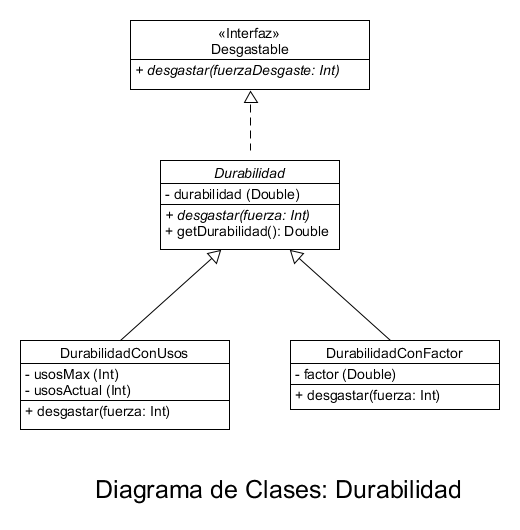 «Interfaz»
Desgastable
+ desgastar(fuerzaDesgaste: Int)
Durabilidad
- durabilidad (Double)
+ desgastar(fuerza: Int)
+ getDurabilidad(): Double
DurabilidadConUsos
- usosMax (Int)
- usosActual (Int)
+ desgastar(fuerza: Int)
DurabilidadConFactor
- factor (Double)
+ desgastar(fuerza: Int)
Diagrama de Clases: Durabilidad